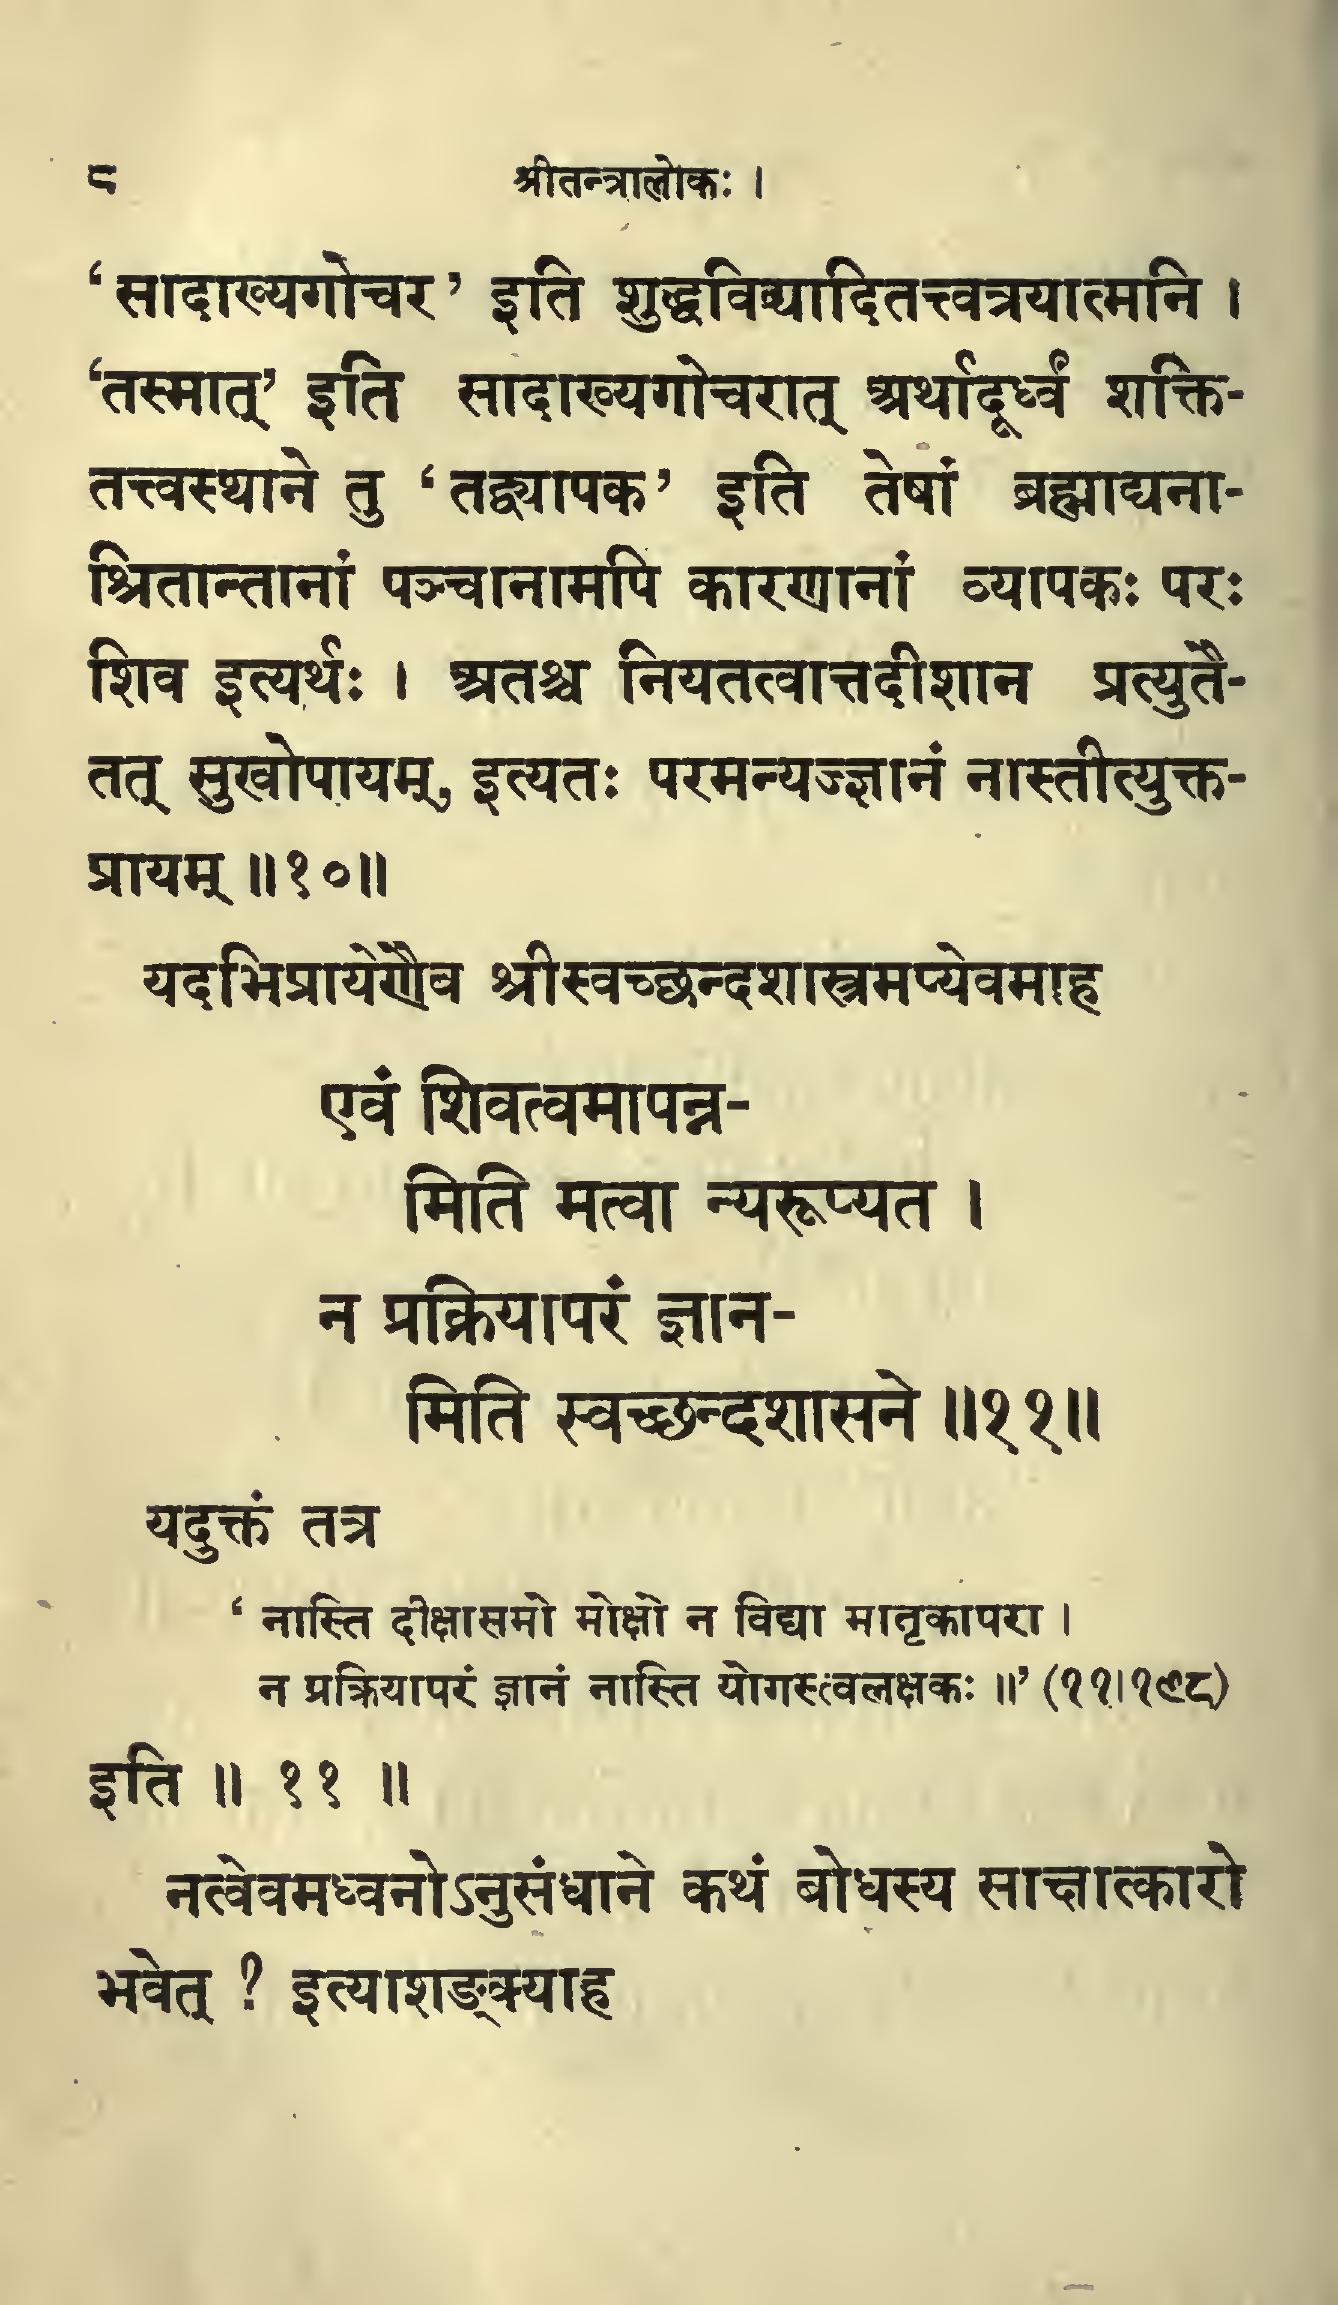 ८ श्रीतन्त्रालोकः ।
‘सादाख्यगोचर’ इति शुद्धविद्यादितत्त्वत्रयात्मनि ।
‘तस्मात्’ इति सादाख्यगोचरात् अर्थादूर्ध्वं शक्ति-
तत्त्वस्थाने तु ‘तद्व्यापक’ इति तेषां ब्रह्माद्यना-
श्रितान्तानां पञ्चानामपि कारणानां व्यापकः परः
शिव इत्यर्थः । अतश्च नियतत्वात्तदीशान प्रत्युतै-
तत् सुखोपायम्, इत्यतः परमन्यज्ज्ञानं नास्तीत्युक्त-
प्रायम् ॥१०॥
यदभिप्रायेणैव श्रीस्वच्छन्दशास्त्रमप्येवमाह
एवं शिवत्वमापन्न-
मिति मत्वा न्यरूप्यत ।
न प्रक्रियापरं ज्ञान-
मिति स्वच्छन्दशासने ॥११॥
यदुक्तं तत्र
‘नास्ति दीक्षासमो मोक्षो न विद्या मातृकापरा ।
न प्रक्रियापरं ज्ञानं नास्ति योगस्त्वलक्षकः ॥’ (११।१९८)
इति ॥ ११ ॥
नत्वेवमध्वनोऽनुसंधाने कथं बोधस्य साक्षात्कारो
भवेत् ? इत्याशङ्क्याह